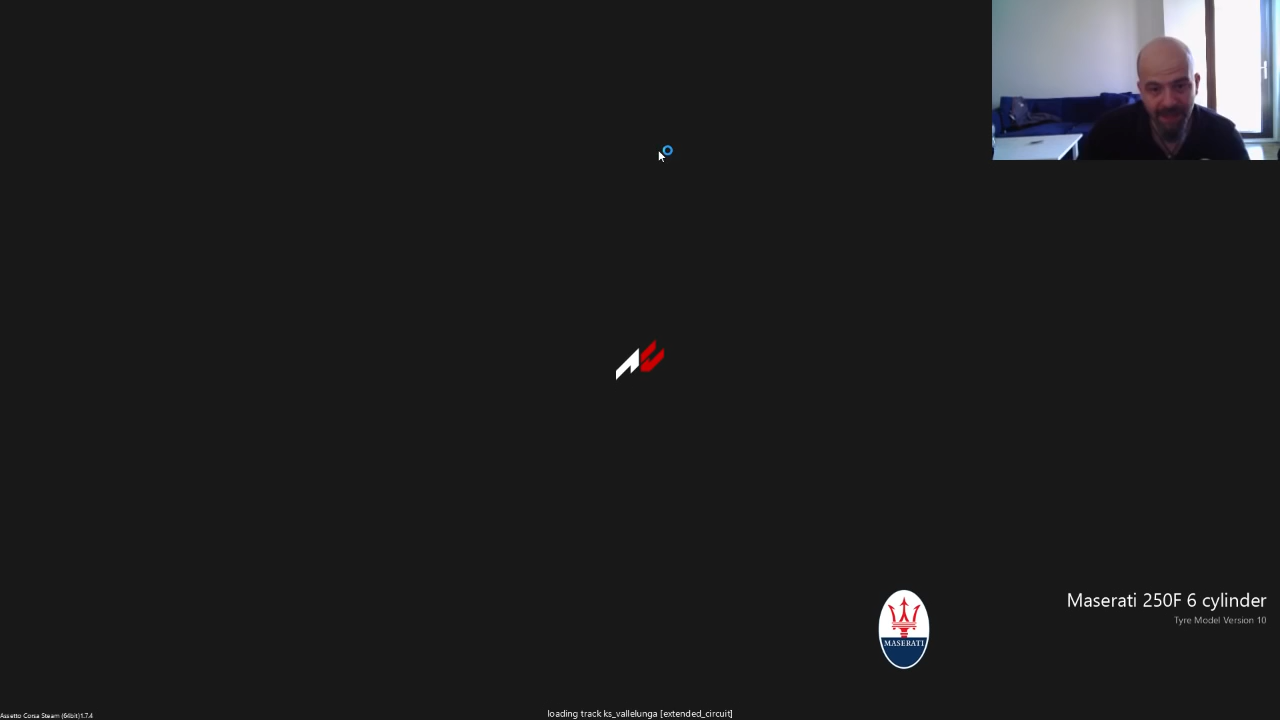 H
MASERATI
Maserati 250F 6 cylinder
Tyre Model Version 10
loading track ks_vallelunga [extended_circuit]
Assetto Corsa Steam (64bit)1.7.4